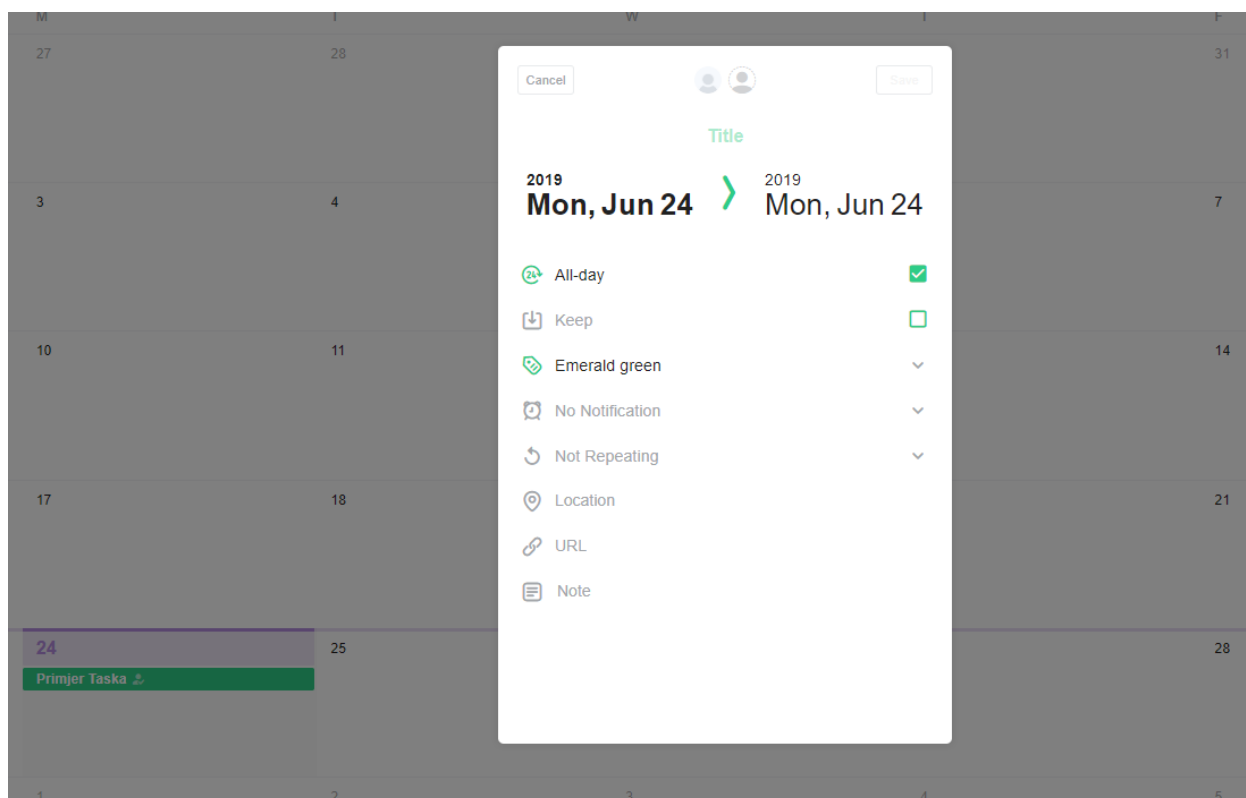 M T W T F
27 28 31
Cancel Save
Title
2019 2019
Mon, Jun 24 Mon, Jun 24
3 4 7
24 All-day
Keep
10 11 14
Emerald green
No Notification
Not Repeating
17 18 21
Location
URL
Note
24 25 28
Primjer Taska
1 2 3 4 5